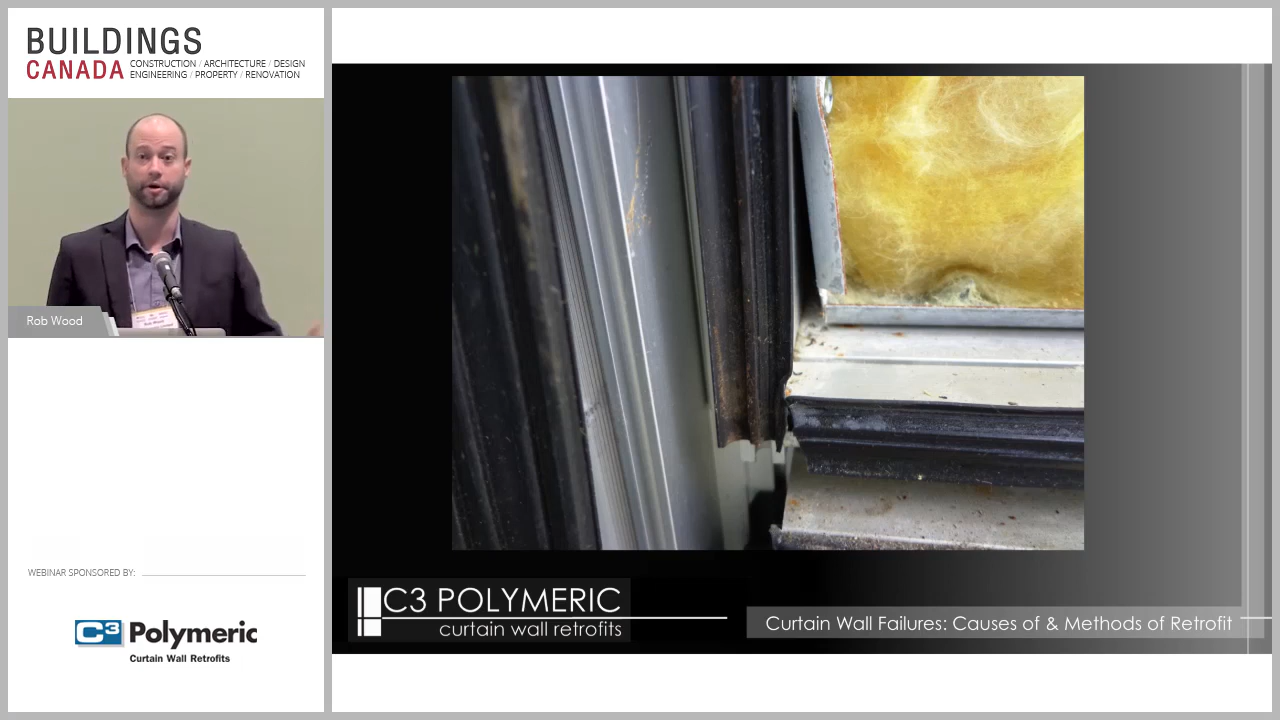 BUILDINGS
CANADA
CONSTRUCTION / ARCHITECTURE / DESIGN
ENGINEERING / PROPERTY / RENOVATION
Rob Wood
WEBINAR SPONSORED BY:
C3 Polymeric
Curtain Wall Retrofits
C3 POLYMERIC
curtain wall retrofits
Curtain Wall Failures: Causes of & Methods of Retrofit